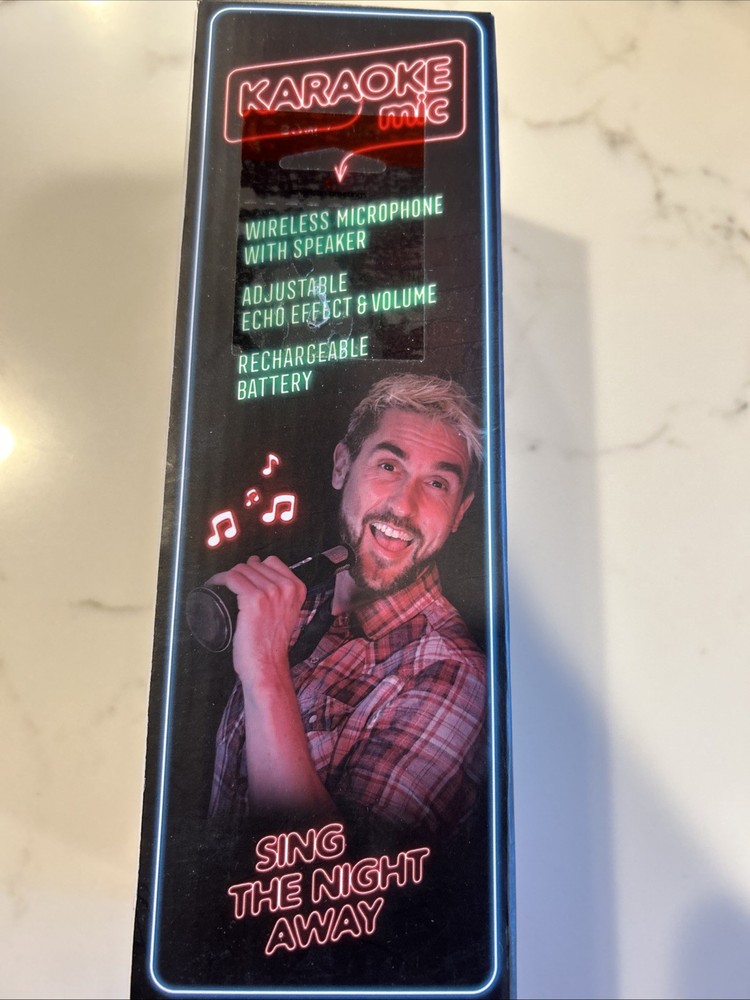 KARAOKE
mic
WIRELESS MICROPHONE
WITH SPEAKER
ADJUSTABLE
ECHO EFFECT & VOLUME
RECHARGEABLE
BATTERY
SING
THE NIGHT
AWAY